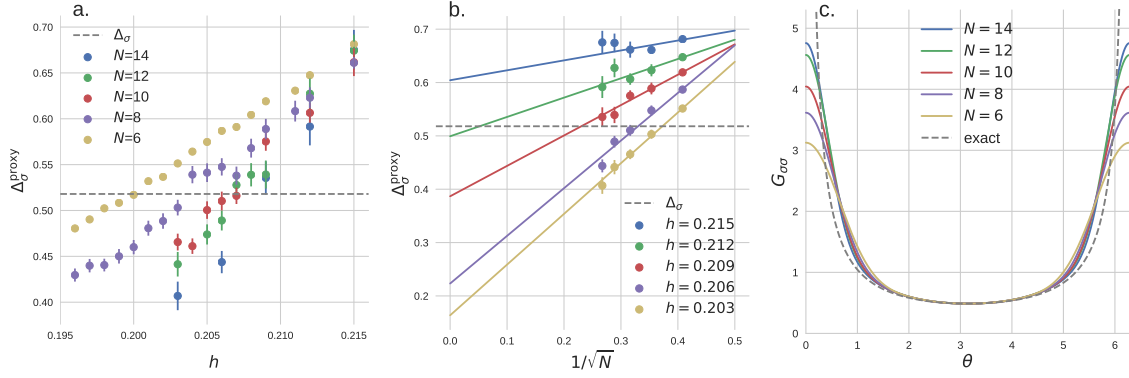 a.
0.70
0.65
0.60
0.55
0.50
0.45
0.40
Δσ^proxy
0.195
0.200
0.205
0.210
0.215
h
Δσ
N=14
N=12
N=10
N=8
N=6
b.
0.7
0.6
0.5
0.4
0.3
0.2
Δσ^proxy
0.0
0.1
0.2
0.3
0.4
0.5
1/√N
Δσ
h = 0.215
h = 0.212
h = 0.209
h = 0.206
h = 0.203
c.
5
4
3
2
1
0
Gσσ
0
1
2
3
4
5
6
θ
N = 14
N = 12
N = 10
N = 8
N = 6
exact